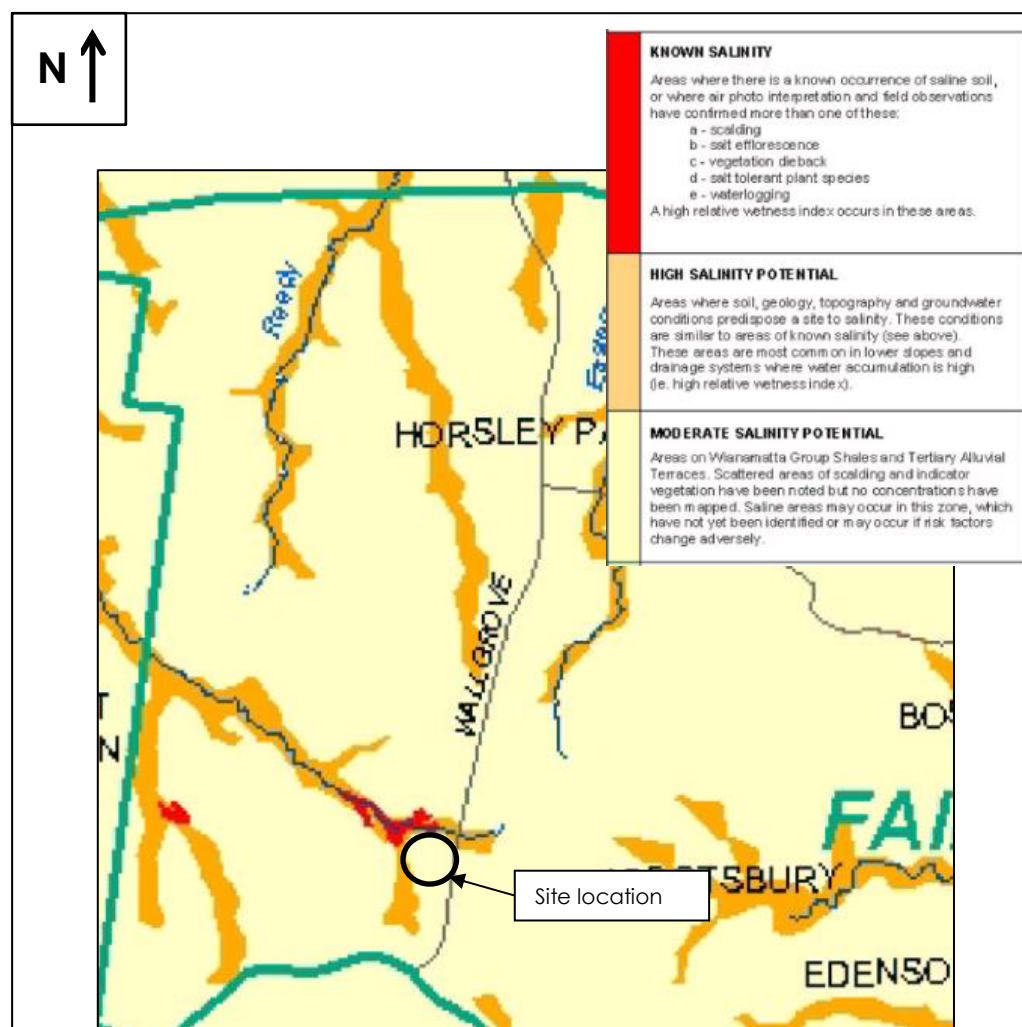 N
KNOWN SALINITY
Areas where there is a known occurrence of saline soil,
or where air photo interpretation and field observations
have confirmed more than one of these:
a - scalding
b - salt efflorescence
c - vegetation dieback
d - salt tolerant plant species
e - waterlogging
A high relative wetness index occurs in these areas.
HIGH SALINITY POTENTIAL
Areas where soil, geology, topography and groundwater
conditions predispose a site to salinity. These conditions
are similar to areas of known salinity (see above).
These areas are most common in lower slopes and
drainage systems where water accumulation is high
(ie. high relative wetness index).
MODERATE SALINITY POTENTIAL
Areas on Wianamatta Group Shales and Tertiary Alluvial
Terraces. Scattered areas of scalding and indicator
vegetation have been noted but no concentrations have
been mapped. Saline areas may occur in this zone, which
have not yet been identified or may occur if risk factors
change adversely.
Reedy
HORSLEY PA
WALLGROVE
T
N
BOS
FAI
TSBURY
Site location
EDENSO